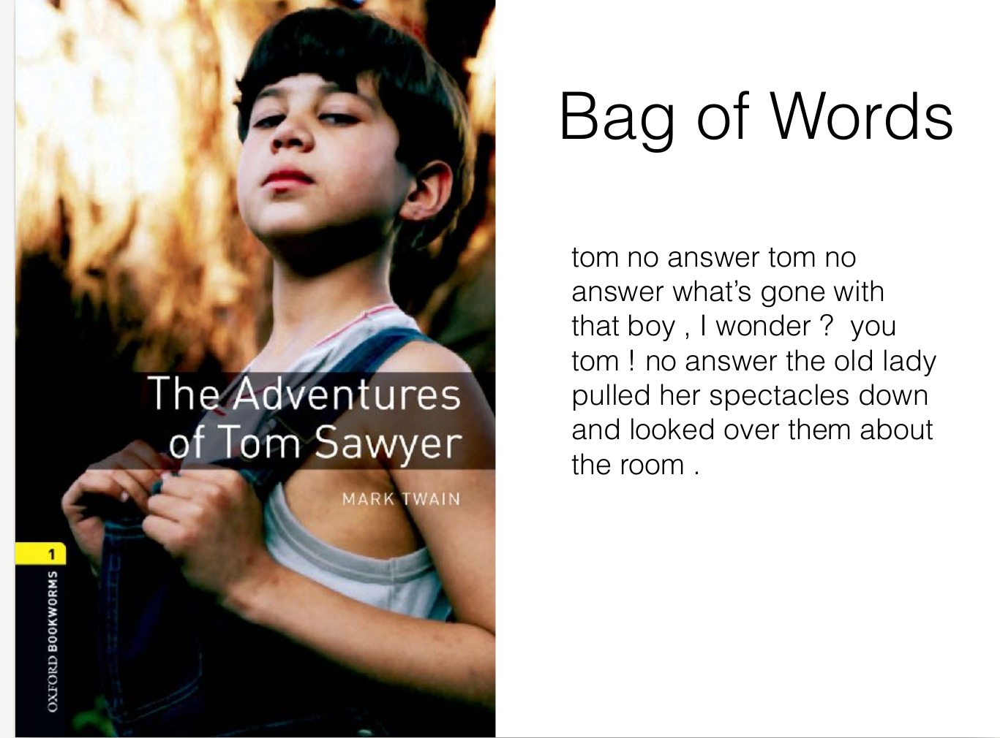 The Adventures
of Tom Sawyer
MARK TWAIN
1
OXFORD BOOKWORMS
Bag of Words
tom no answer tom no
answer what’s gone with
that boy , I wonder ?  you
tom ! no answer the old lady
pulled her spectacles down
and looked over them about
the room .